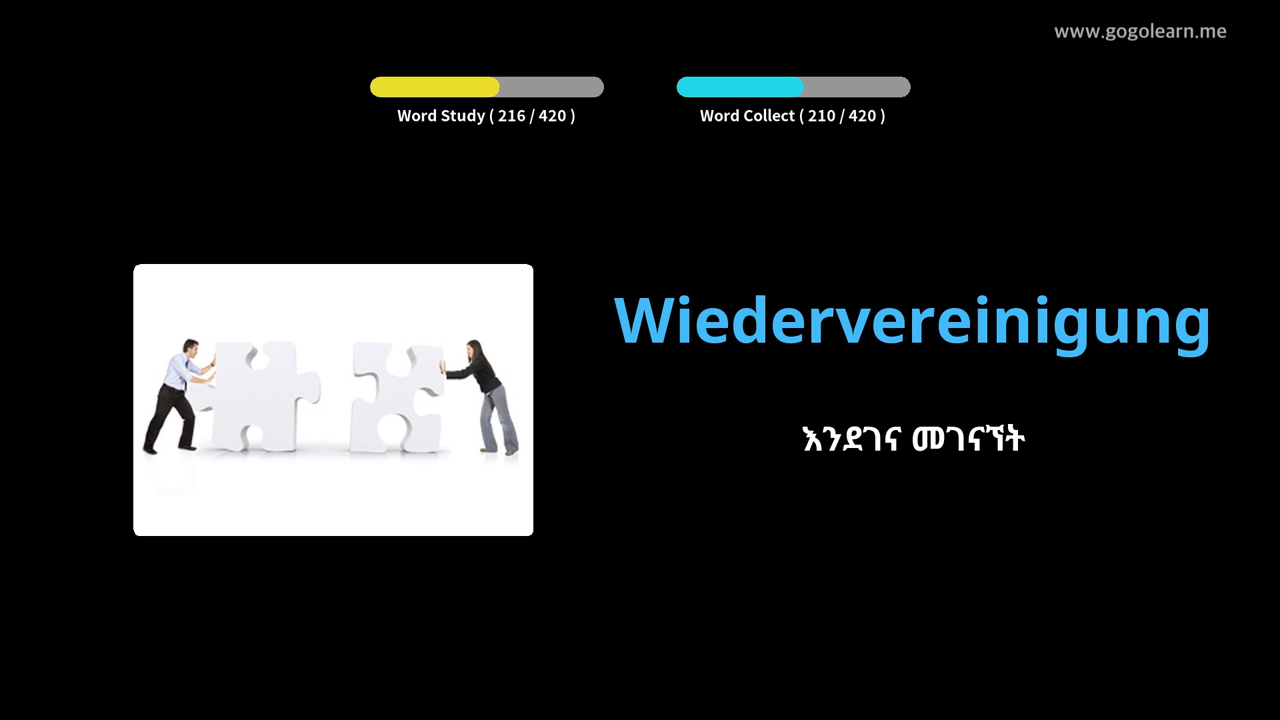 www.gogolearn.me
Word Study ( 216 / 420 )
Word Collect ( 210 / 420 )
Wiedervereinigung
እንደገና መገናኘት